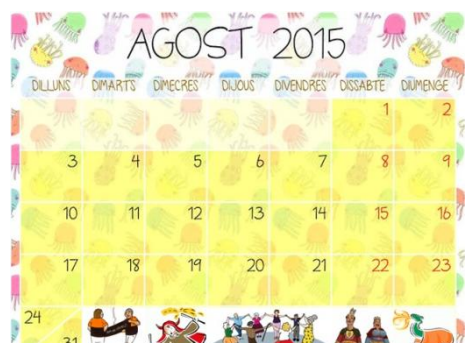 AGOST 2015
DILLUNS DIMARTS DIMECRES DIJOUS DIVENDRES DISSABTE DIUMENGE
1 2
3 4 5 6 7 8 9
10 11 12 13 14 15 16
17 18 19 20 21 22 23
24
31